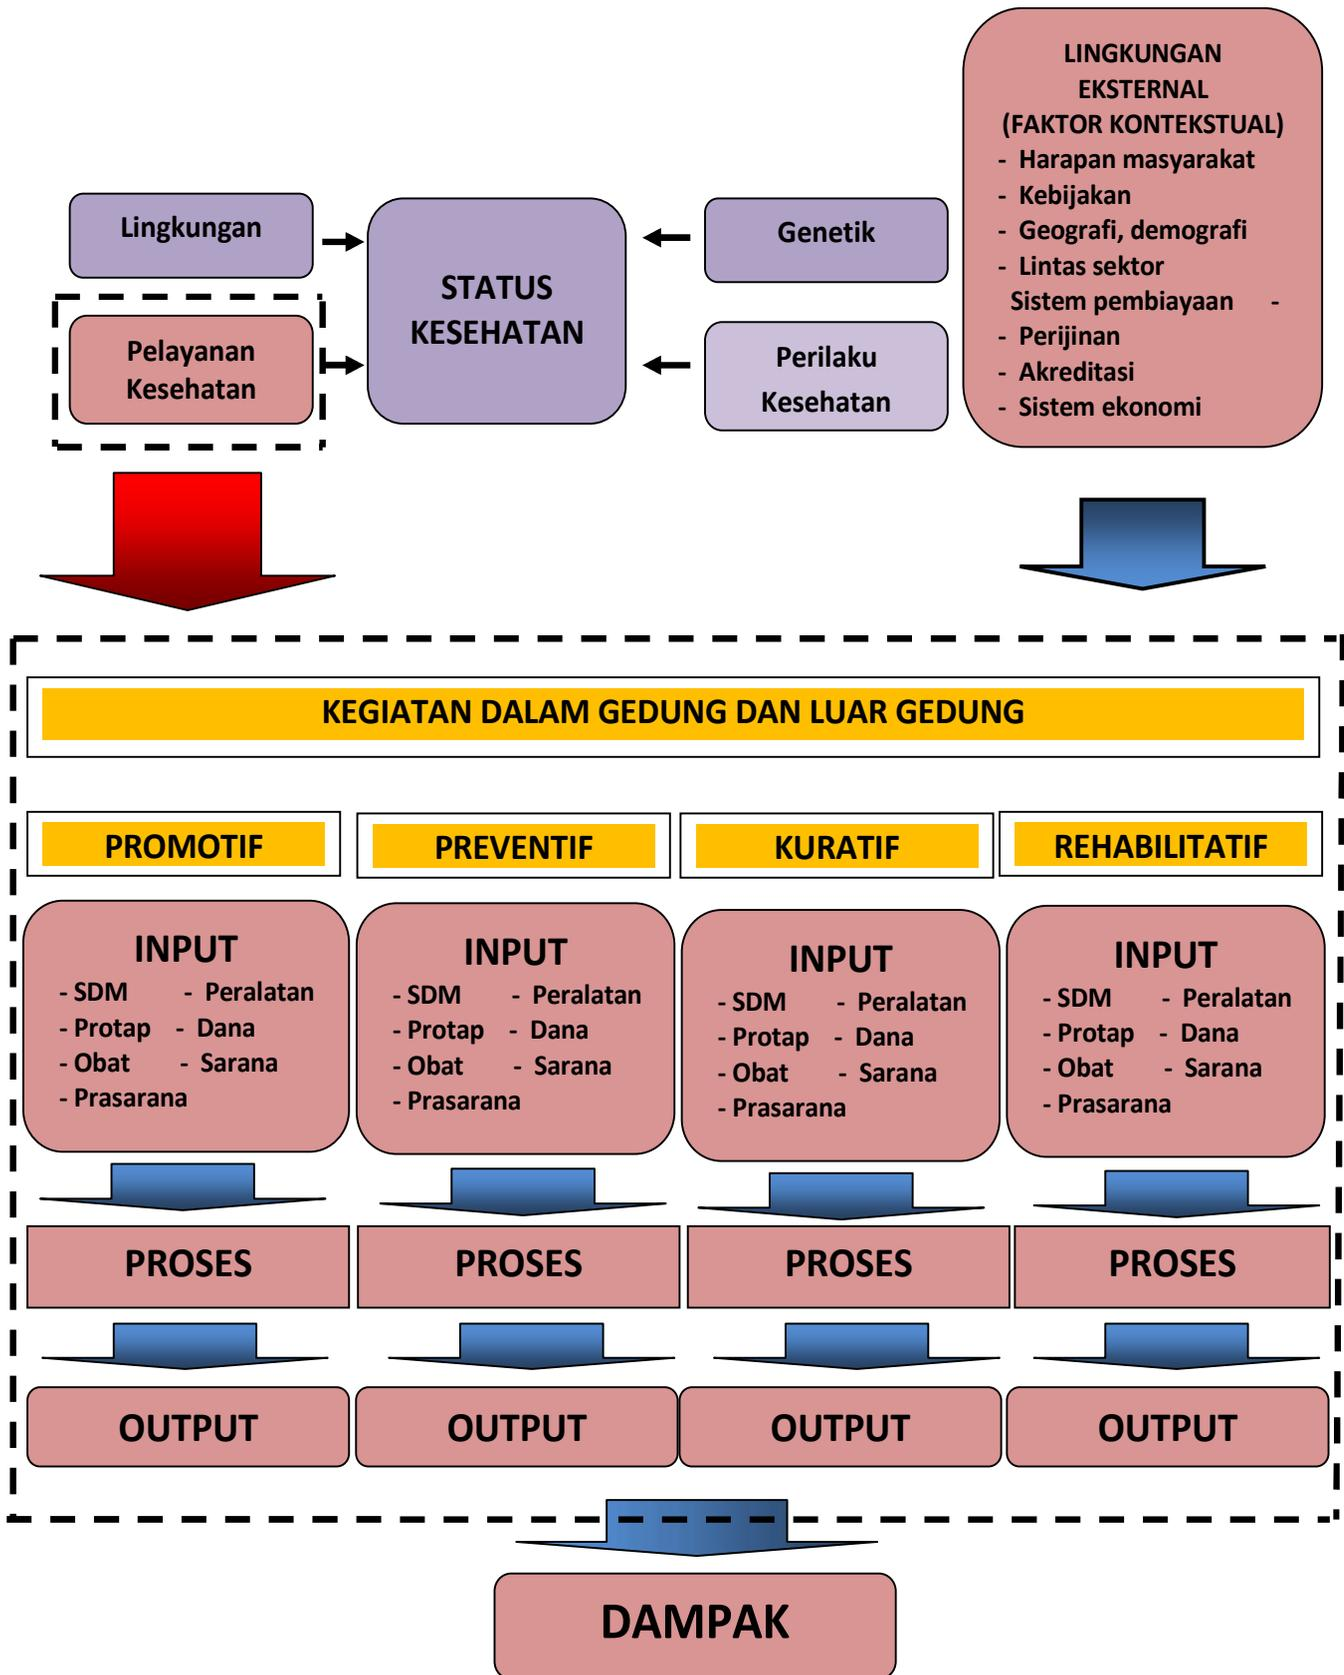 LINGKUNGAN
EKSTERNAL
(FAKTOR KONTEKSTUAL)
- Harapan masyarakat
- Kebijakan
- Geografi, demografi
- Lintas sektor
Sistem pembiayaan -
- Perijinan
- Akreditasi
- Sistem ekonomi
Lingkungan
Pelayanan
Kesehatan
STATUS
KESEHATAN
Genetik
Perilaku
Kesehatan
KEGIATAN DALAM GEDUNG DAN LUAR GEDUNG
PROMOTIF
PREVENTIF
KURATIF
REHABILITATIF
INPUT
- SDM - Peralatan
- Protap - Dana
- Obat - Sarana
- Prasarana
INPUT
- SDM - Peralatan
- Protap - Dana
- Obat - Sarana
- Prasarana
INPUT
- SDM - Peralatan
- Protap - Dana
- Obat - Sarana
- Prasarana
INPUT
- SDM - Peralatan
- Protap - Dana
- Obat - Sarana
- Prasarana
PROSES
PROSES
PROSES
PROSES
OUTPUT
OUTPUT
OUTPUT
OUTPUT
DAMPAK